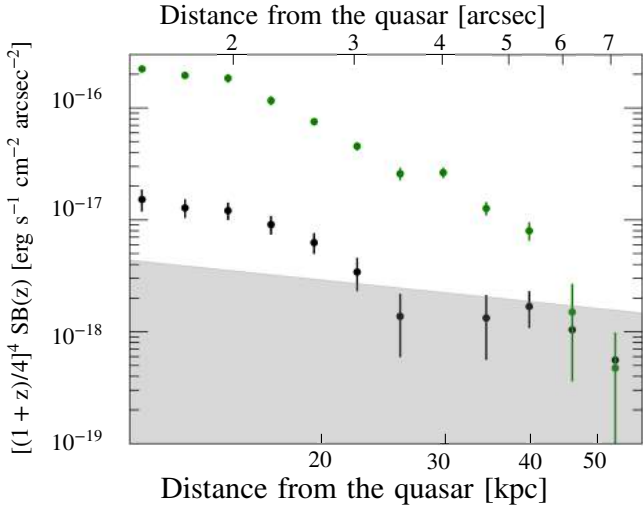 Distance from the quasar [arcsec]
2 3 4 5 6 7
[(1 + z)/4]⁴ SB(z) [erg s⁻¹ cm⁻² arcsec⁻²]
10⁻¹⁶
10⁻¹⁷
10⁻¹⁸
10⁻¹⁹
20 30 40 50
Distance from the quasar [kpc]